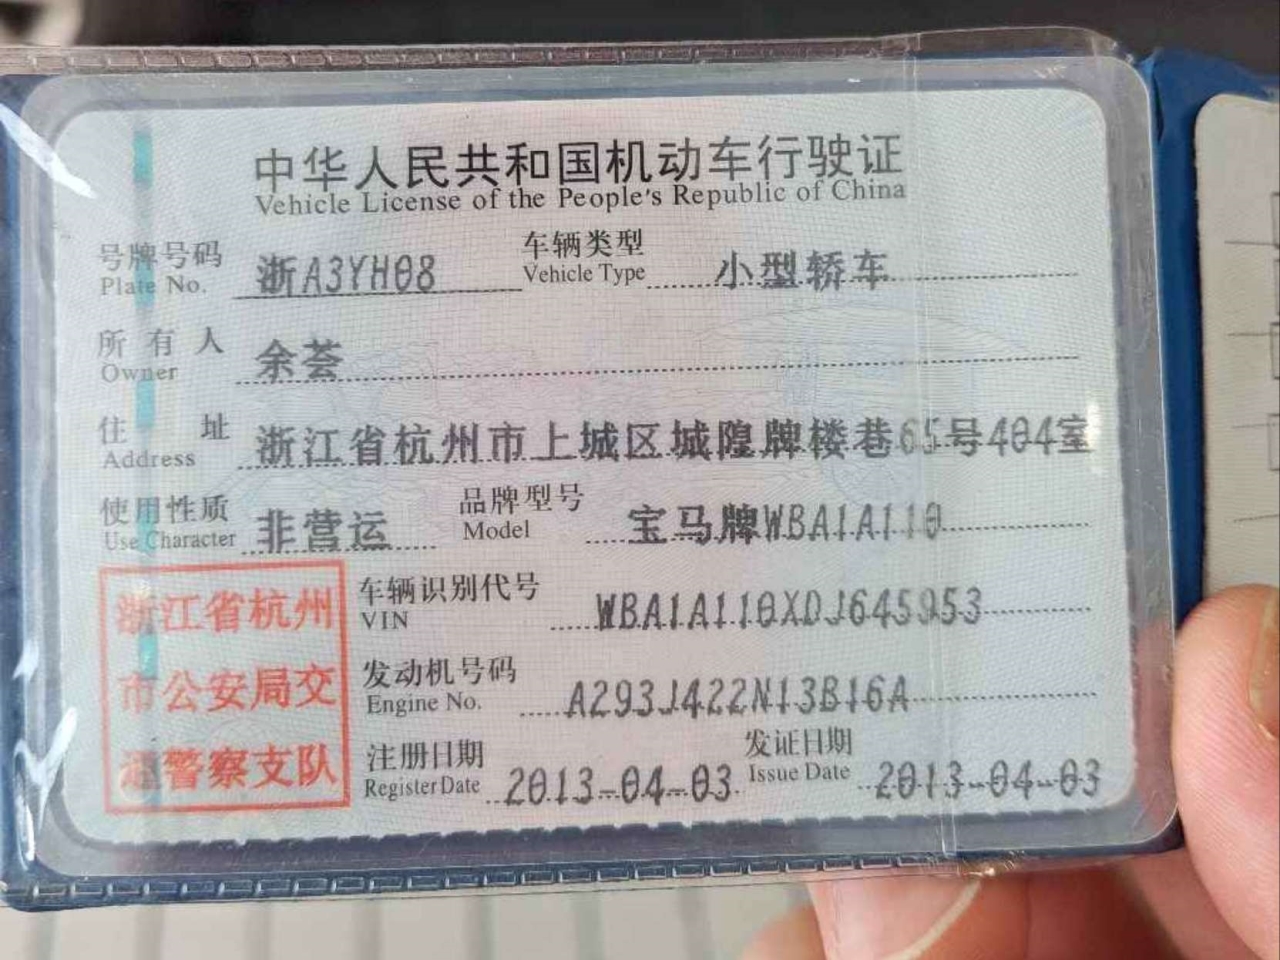 中华人民共和国机动车行驶证
Vehicle License of the People's Republic of China
号牌号码 浙A3YH08 车辆类型 小型轿车
Plate No. Vehicle Type
所有人 余荟
Owner
住址 浙江省杭州市上城区城隍牌楼巷65号404室
Address
使用性质 非营运 品牌型号 宝马牌WBA1A110
Use Character Model
浙江省杭州
市公安局交
通警察支队
车辆识别代号 WBA1A110XDJ645953
VIN
发动机号码 A293J422N13B16A
Engine No.
注册日期 2013-04-03 发证日期 2013-04-03
Register Date Issue Date